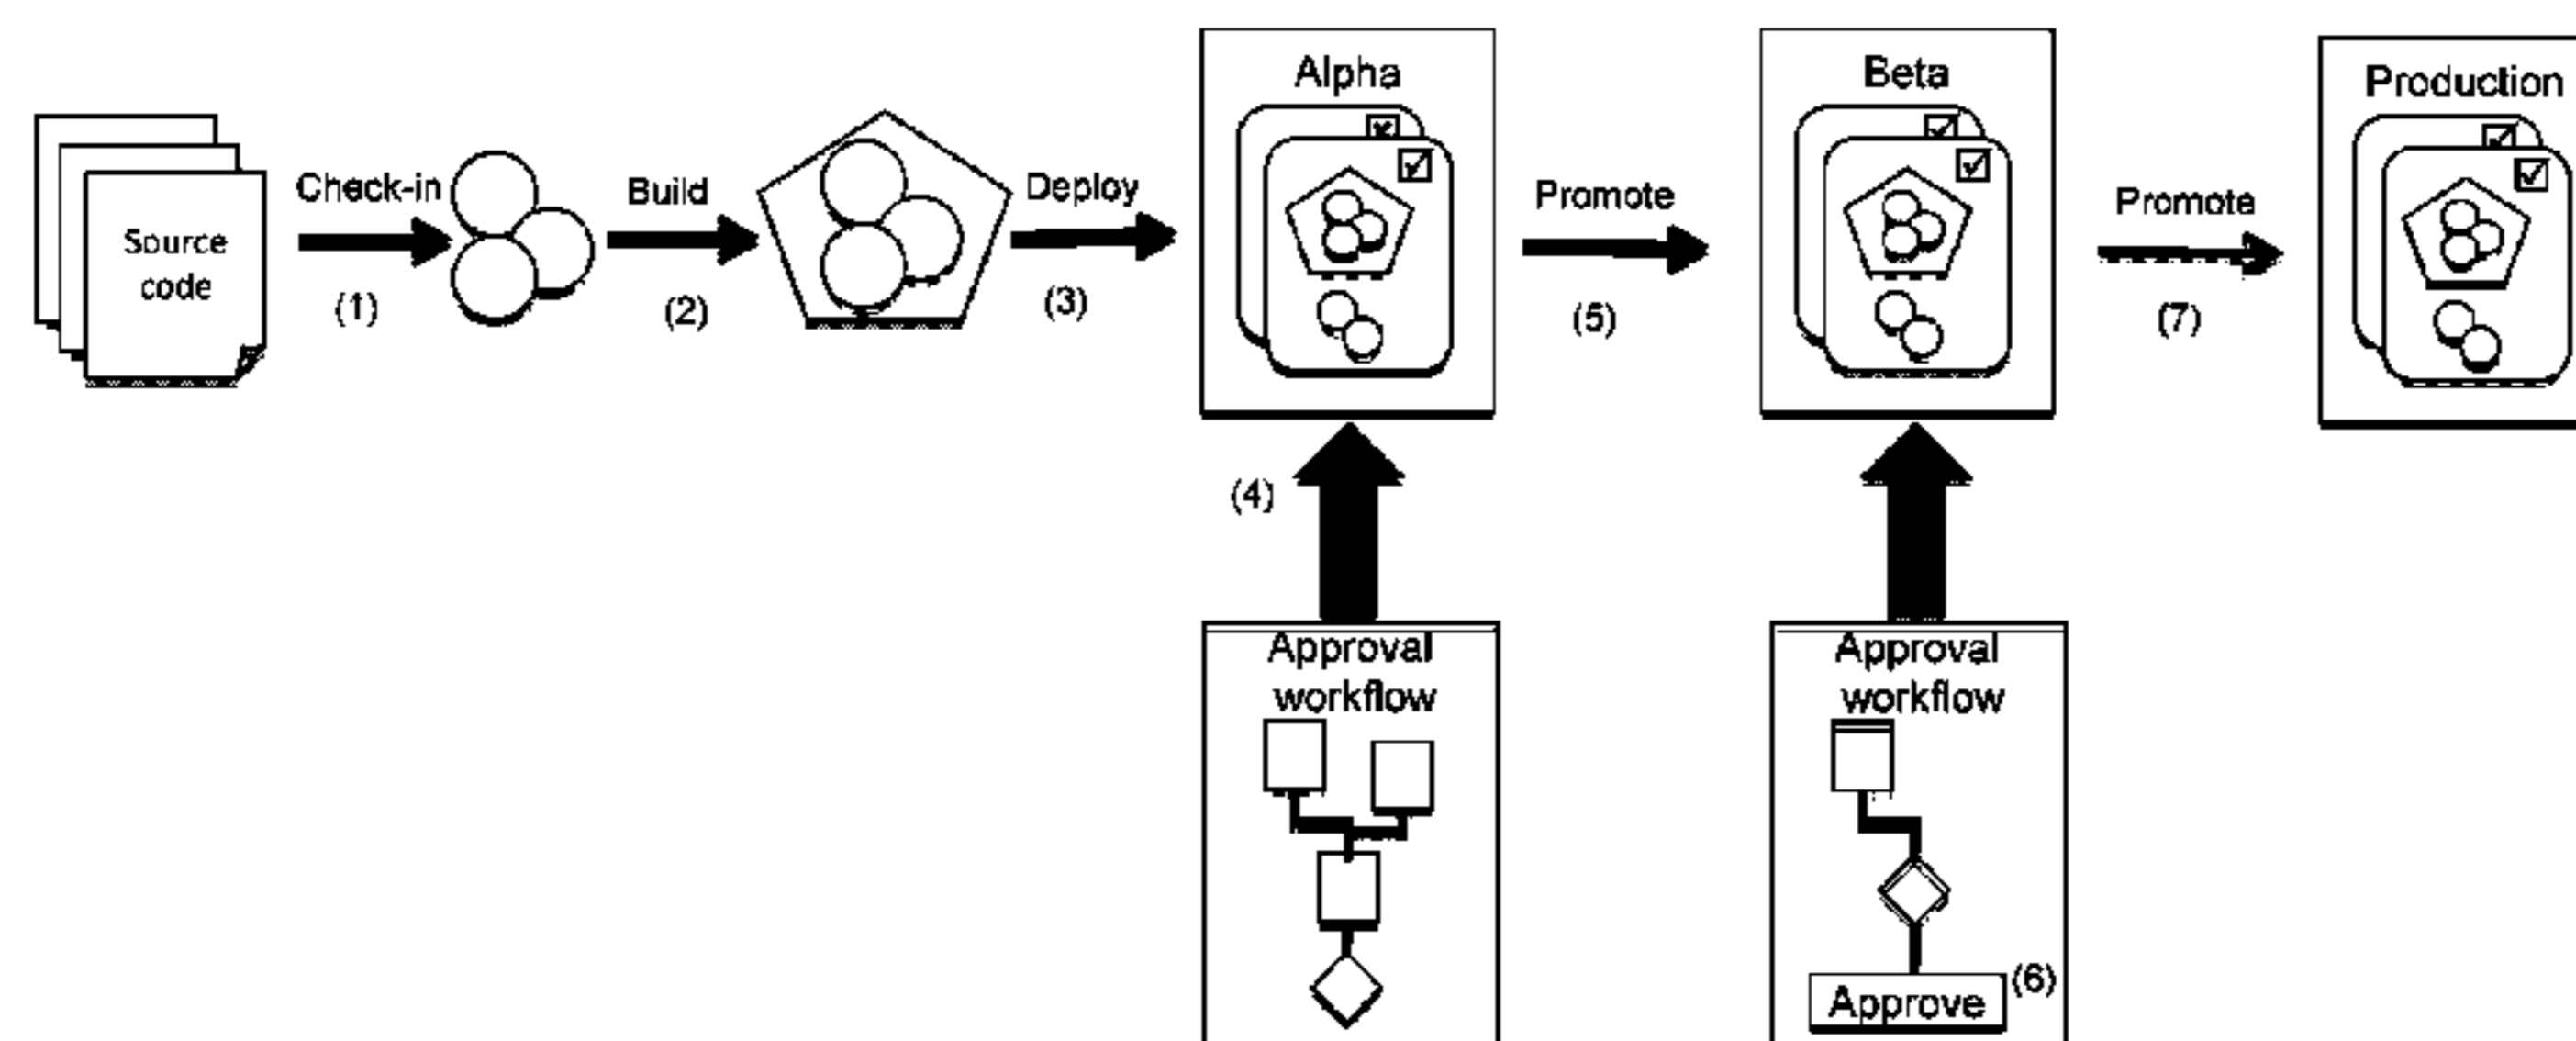 Source
code
Check-in
(1)
Build
(2)
Deploy
(3)
Alpha
(4)
Promote
(5)
Beta
Promote
(7)
Production
Approval
workflow
Approval
workflow
Approve
(6)